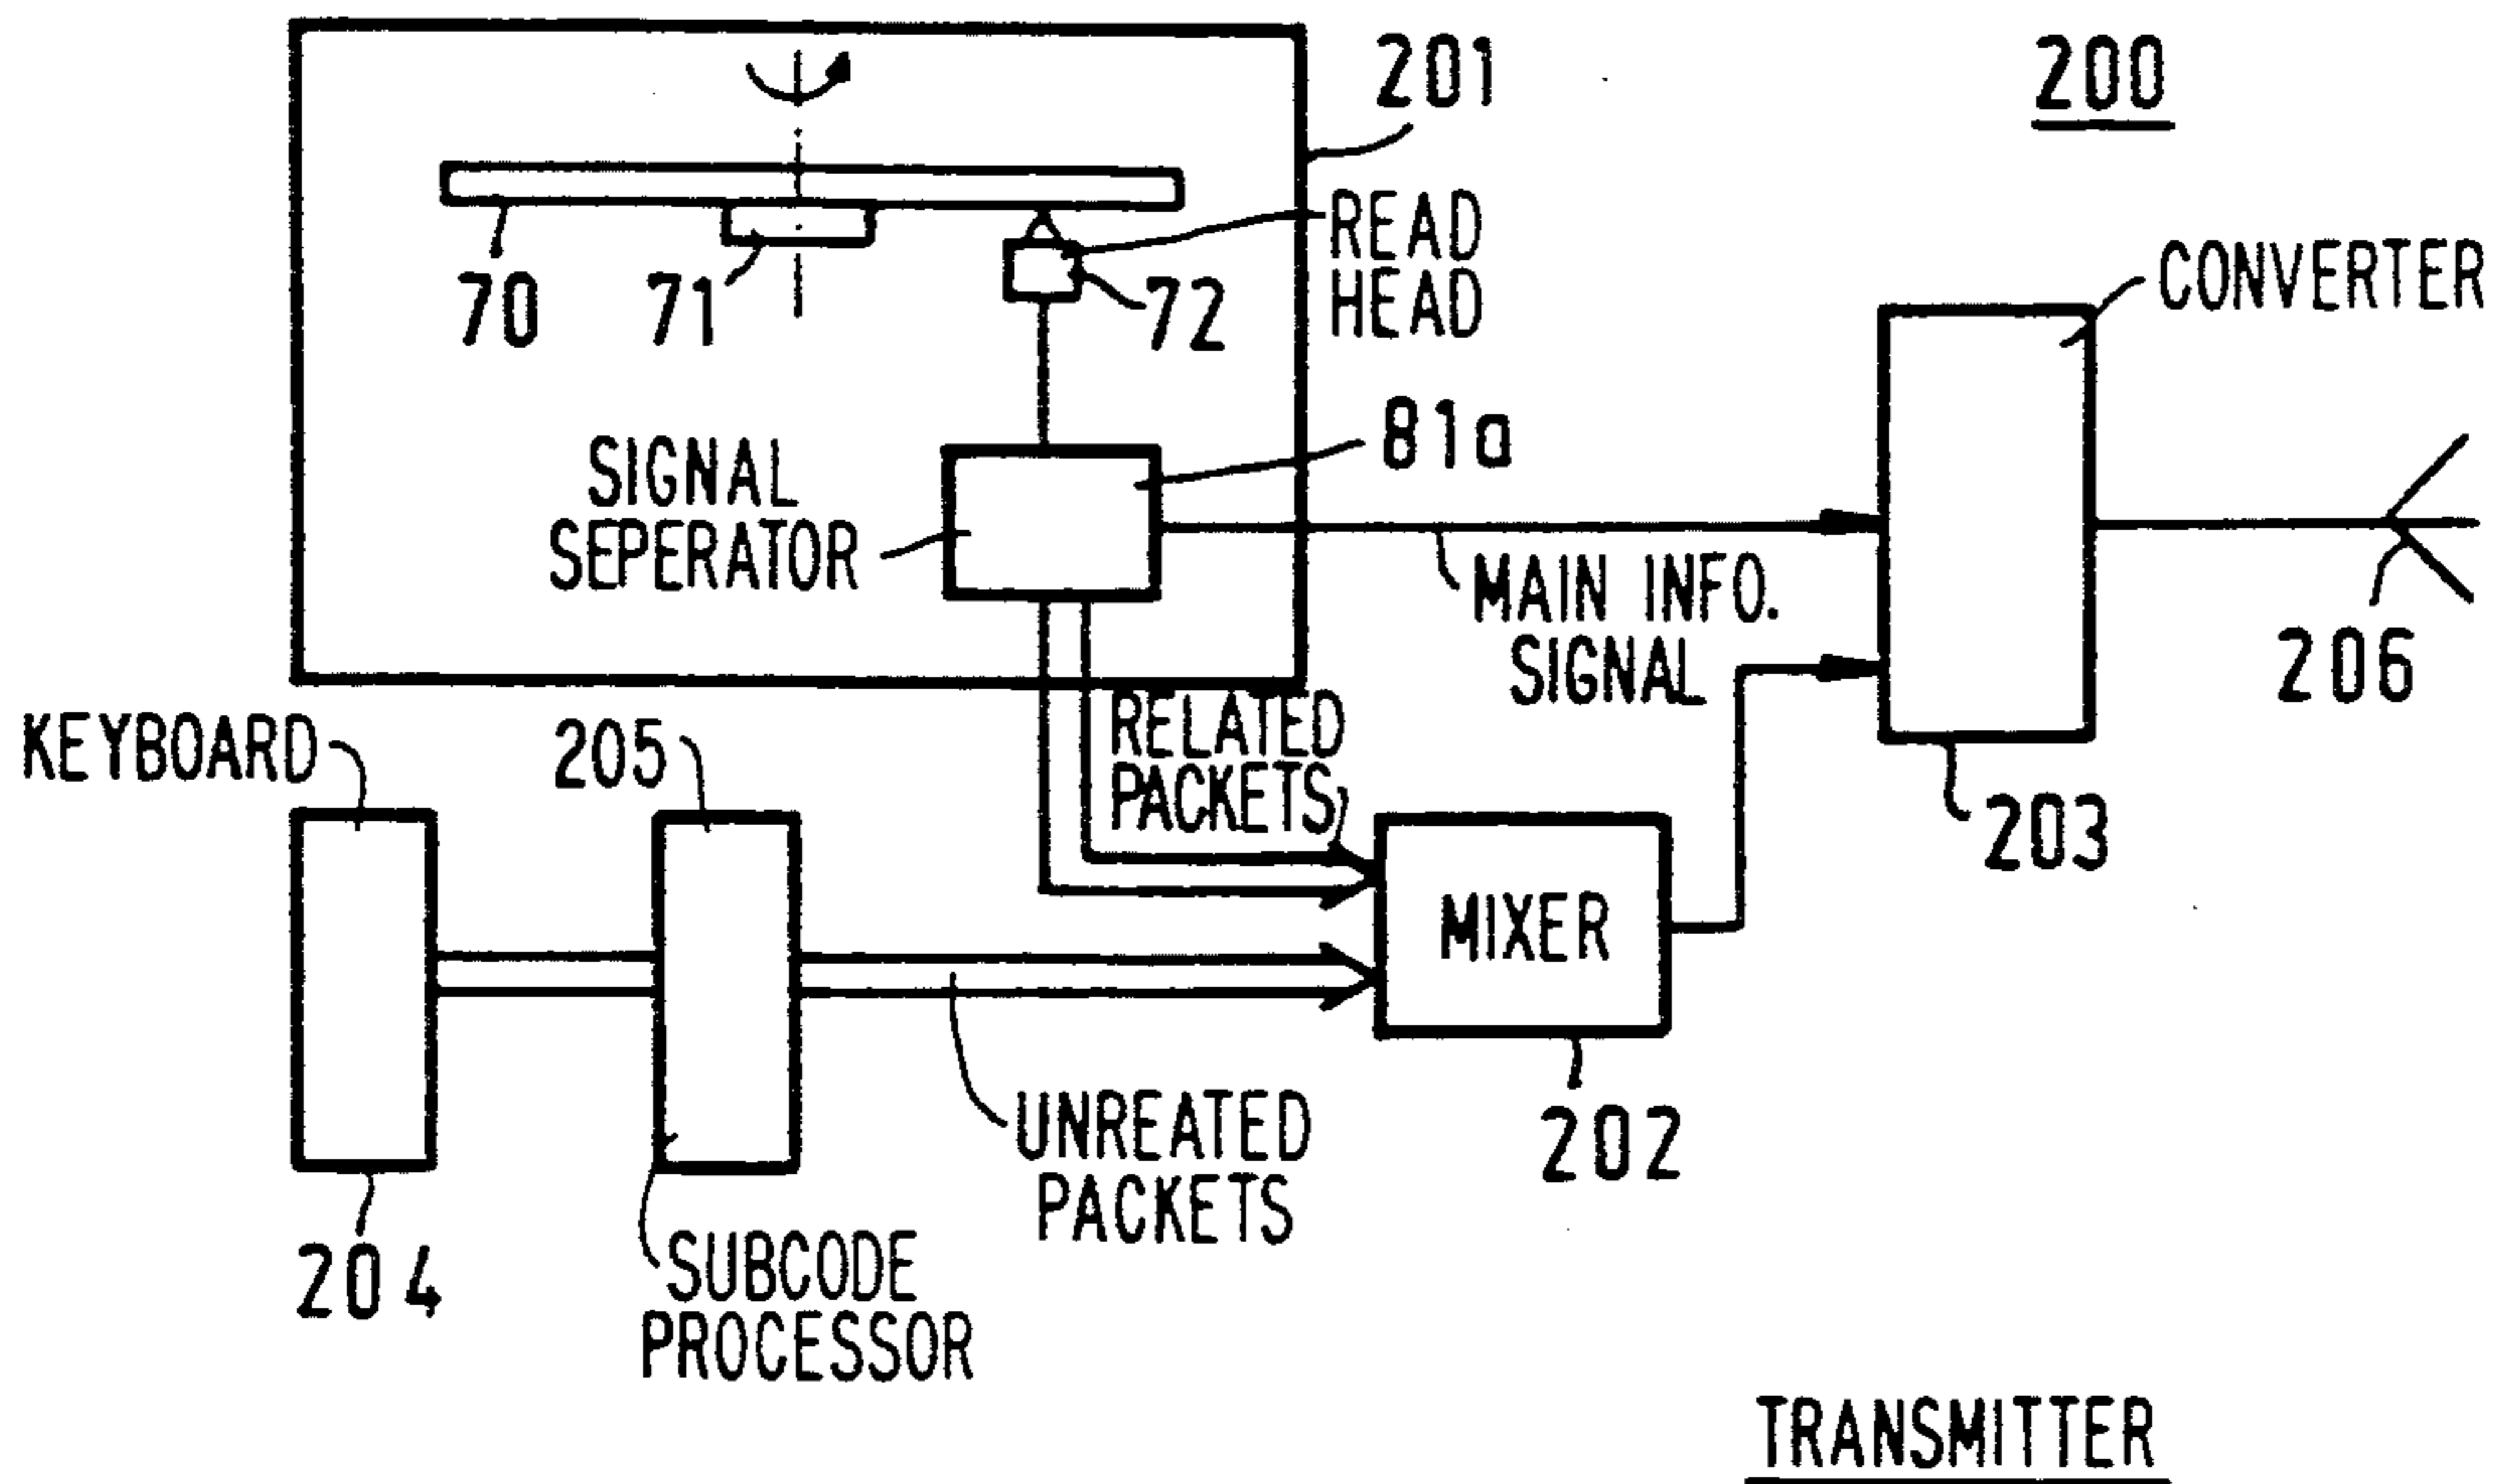 201
200
READ
HEAD
70
71
72
CONVERTER
81a
SIGNAL
SEPERATOR
MAIN INFO.
SIGNAL
206
RELATED
PACKETS
KEYBOARD
205
203
MIXER
202
UNREATED
PACKETS
204
SUBCODE
PROCESSOR
TRANSMITTER